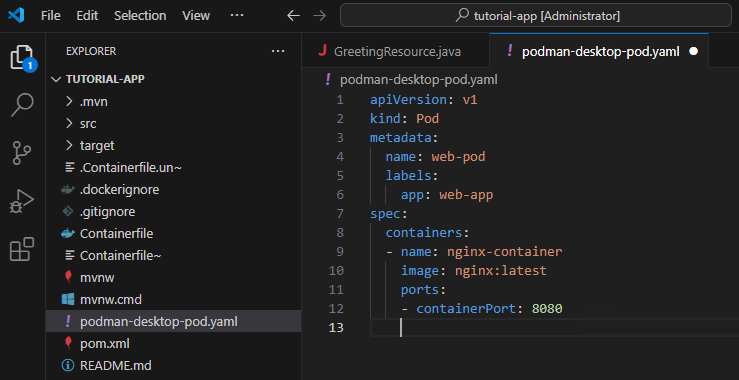 File Edit Selection View ··· tutorial-app [Administrator]
EXPLORER ···
TUTORIAL-APP
.mvn
src
target
.Containerfile.un~
.dockerignore
.gitignore
Containerfile
Containerfile~
mvnw
mvnw.cmd
podman-desktop-pod.yaml
pom.xml
README.md
1
J GreetingResource.java ! podman-desktop-pod.yaml
! podman-desktop-pod.yaml
1 apiVersion: v1
2 kind: Pod
3 metadata:
4   name: web-pod
5   labels:
6     app: web-app
7 spec:
8   containers:
9   - name: nginx-container
10     image: nginx:latest
11     ports:
12     - containerPort: 8080
13